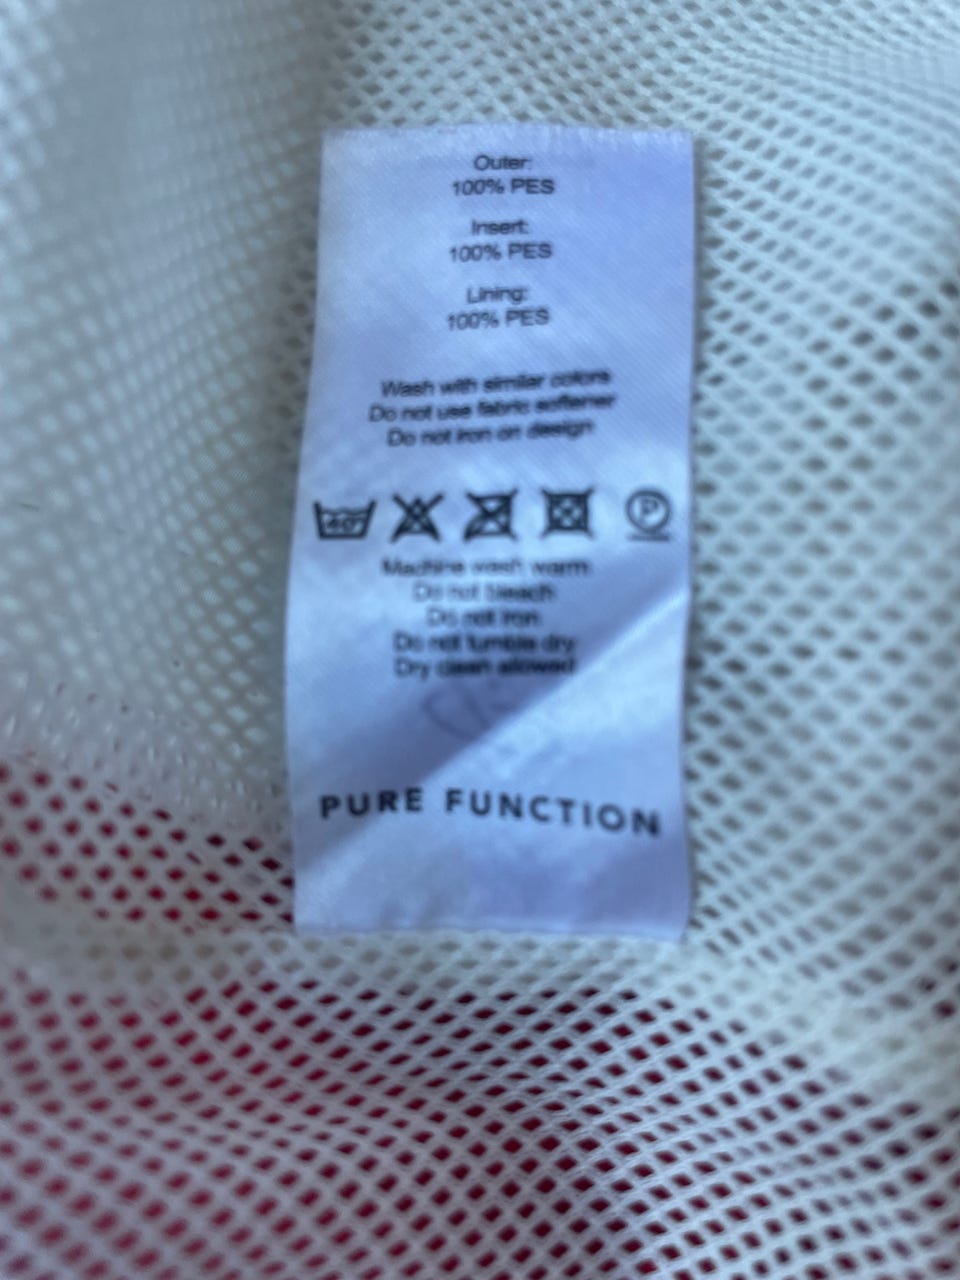 Outer:
100% PES
Insert:
100% PES
Lining:
100% PES
Wash with similar colors
Do not use fabric softener
Do not iron on design
40° P
Machine wash warm
Do not bleach
Do not iron
Do not tumble dry
Dry clean allowed
PURE FUNCTION